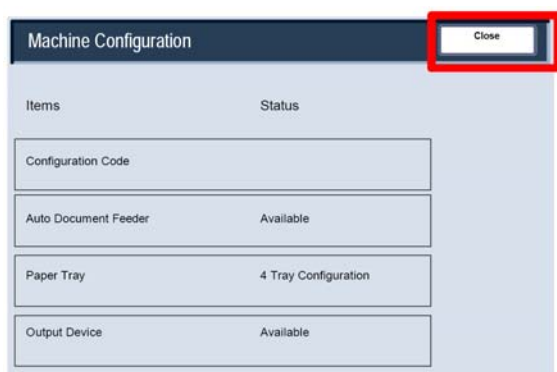 Machine Configuration Close
Items Status
Configuration Code
Auto Document Feeder Available
Paper Tray 4 Tray Configuration
Output Device Available